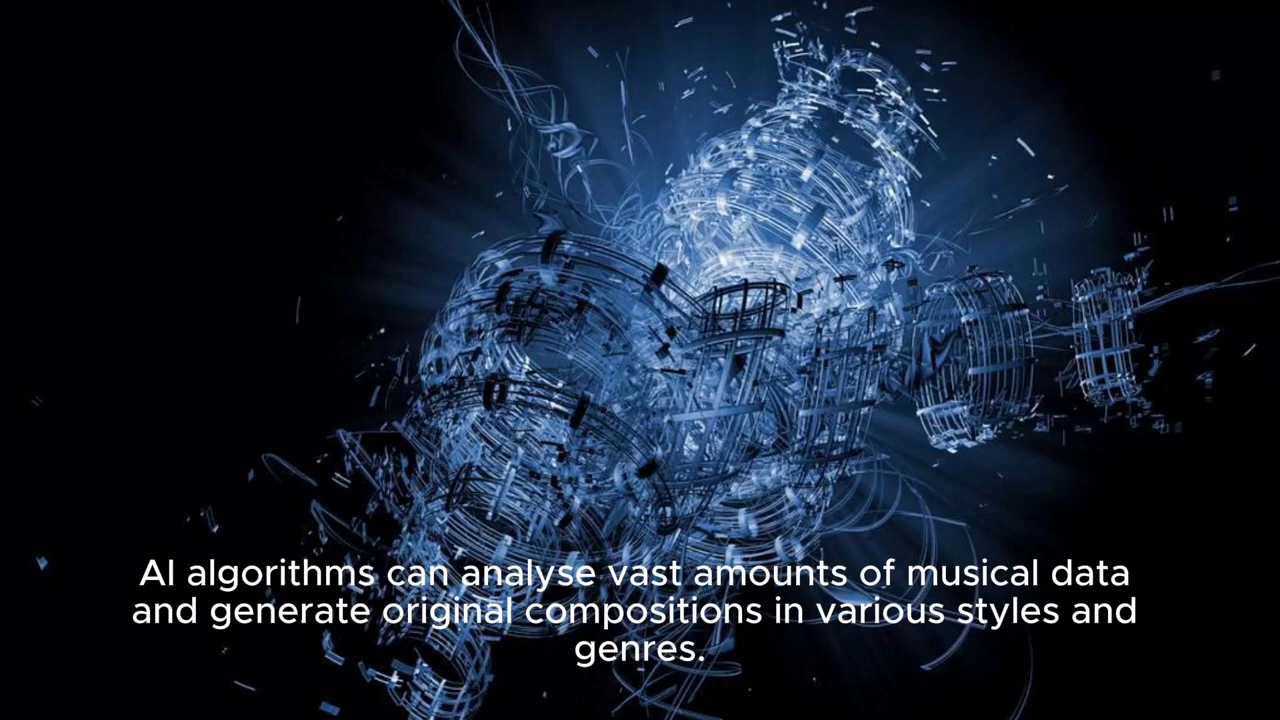 AI algorithms can analyse vast amounts of musical data
and generate original compositions in various styles and
genres.